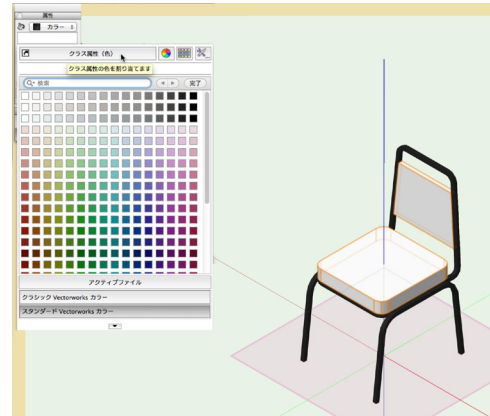 属性
カラー
クラス属性（色）
クラス属性の色を割り当てます
検索
完了
アクティブファイル
クラシック Vectorworks カラー
スタンダード Vectorworks カラー